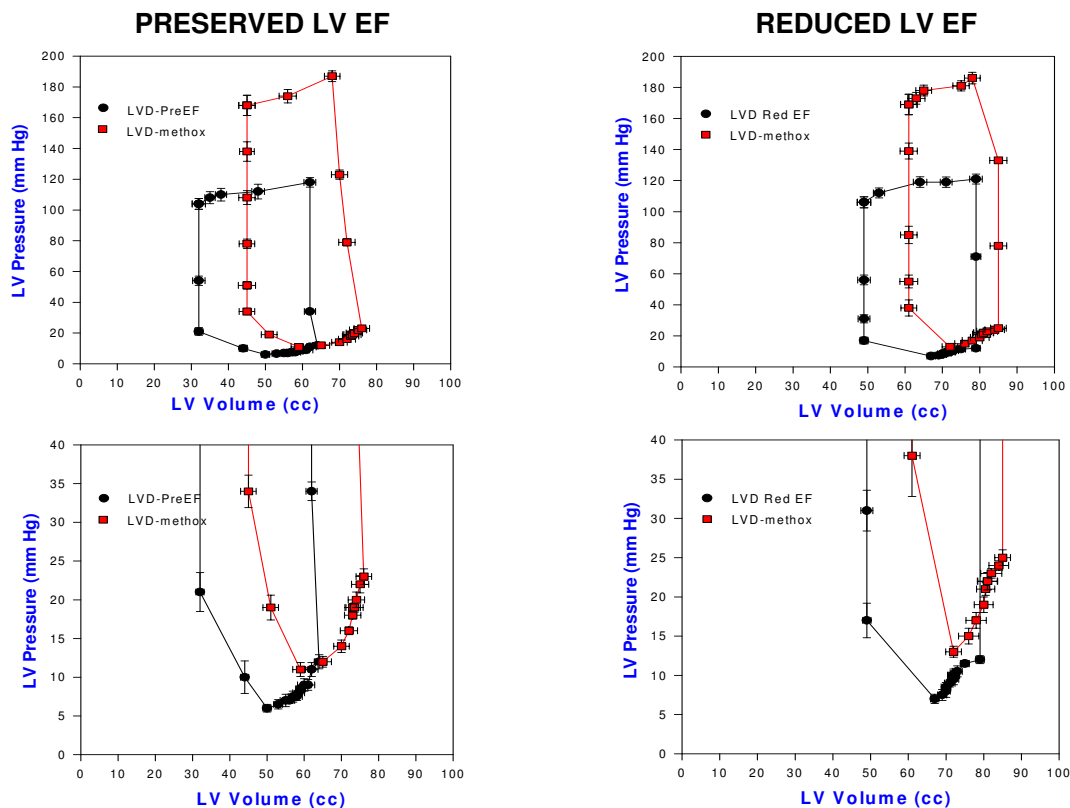 PRESERVED LV EF
REDUCED LV EF
LV Pressure (mm Hg)
200
180
160
140
120
100
80
60
40
20
0
LVD-PreEF
LVD-methox
0 10 20 30 40 50 60 70 80 90 100
LV Volume (cc)
LV Pressure (mm Hg)
200
180
160
140
120
100
80
60
40
20
0
LVD Red EF
LVD-methox
0 10 20 30 40 50 60 70 80 90 100
LV Volume (cc)
LV Pressure (mm Hg)
40
35
30
25
20
15
10
5
0
LVD-PreEF
LVD-methox
0 10 20 30 40 50 60 70 80 90 100
LV Volume (cc)
LV Pressure (mm Hg)
40
35
30
25
20
15
10
5
0
LVD Red EF
LVD-methox
0 10 20 30 40 50 60 70 80 90 100
LV Volume (cc)